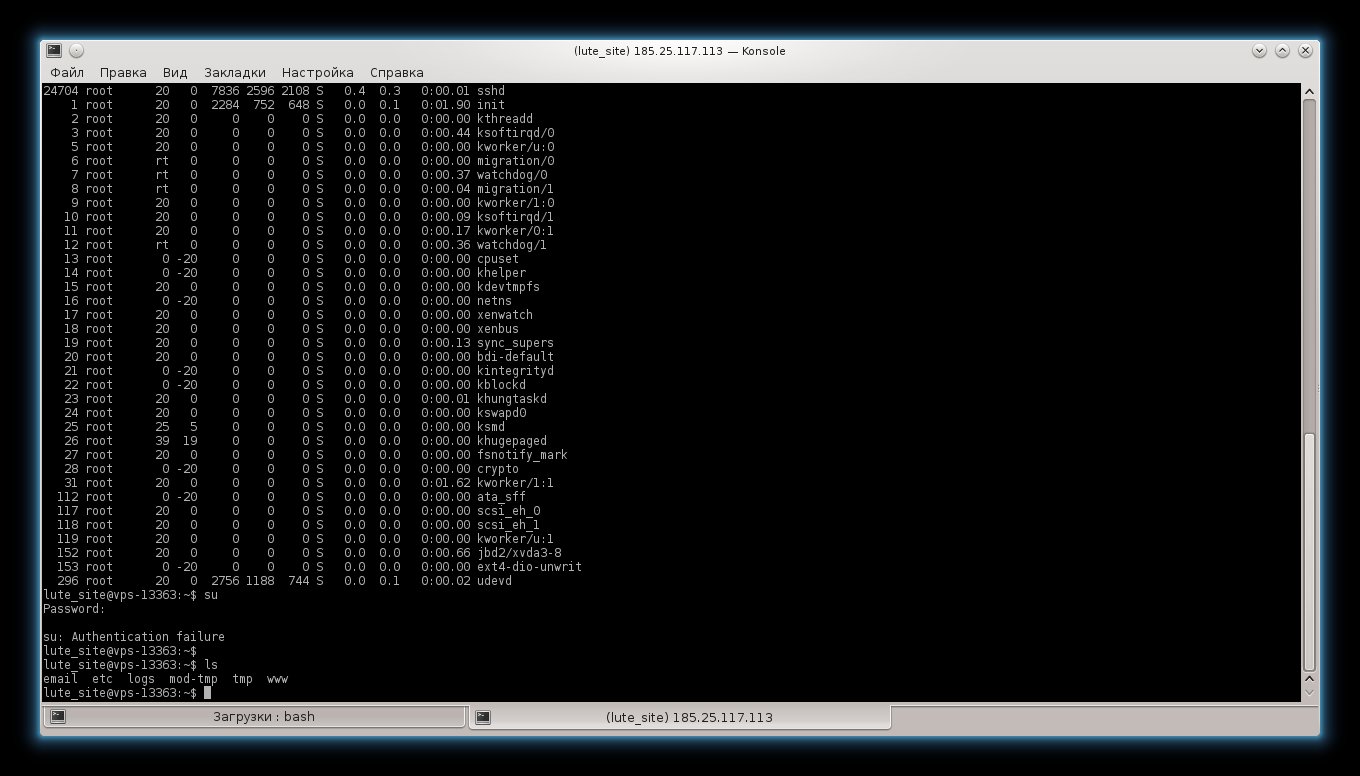 (lute_site) 185.25.117.113 — Konsole
Файл Правка Вид Закладки Настройка Справка
24704 root 20 0 7836 2596 2108 S 0.4 0.3 0:00.01 sshd
1 root 20 0 2284 752 648 S 0.0 0.1 0:01.90 init
2 root 20 0 0 0 0 S 0.0 0.0 0:00.00 kthreadd
3 root 20 0 0 0 0 S 0.0 0.0 0:00.44 ksoftirqd/0
5 root 20 0 0 0 0 S 0.0 0.0 0:00.00 kworker/u:0
6 root rt 0 0 0 0 S 0.0 0.0 0:00.00 migration/0
7 root rt 0 0 0 0 S 0.0 0.0 0:00.37 watchdog/0
8 root rt 0 0 0 0 S 0.0 0.0 0:00.04 migration/1
9 root 20 0 0 0 0 S 0.0 0.0 0:00.00 kworker/1:0
10 root 20 0 0 0 0 S 0.0 0.0 0:00.09 ksoftirqd/1
11 root 20 0 0 0 0 S 0.0 0.0 0:00.17 kworker/0:1
12 root rt 0 0 0 0 S 0.0 0.0 0:00.36 watchdog/1
13 root 0 -20 0 0 0 S 0.0 0.0 0:00.00 cpuset
14 root 0 -20 0 0 0 S 0.0 0.0 0:00.00 khelper
15 root 20 0 0 0 0 S 0.0 0.0 0:00.00 kdevtmpfs
16 root 0 -20 0 0 0 S 0.0 0.0 0:00.00 netns
17 root 20 0 0 0 0 S 0.0 0.0 0:00.00 xenwatch
18 root 20 0 0 0 0 S 0.0 0.0 0:00.00 xenbus
19 root 20 0 0 0 0 S 0.0 0.0 0:00.13 sync_supers
20 root 20 0 0 0 0 S 0.0 0.0 0:00.00 bdi-default
21 root 0 -20 0 0 0 S 0.0 0.0 0:00.00 kintegrityd
22 root 0 -20 0 0 0 S 0.0 0.0 0:00.00 kblockd
23 root 20 0 0 0 0 S 0.0 0.0 0:00.01 khungtaskd
24 root 20 0 0 0 0 S 0.0 0.0 0:00.00 kswapd0
25 root 25 5 0 0 0 S 0.0 0.0 0:00.00 ksmd
26 root 39 19 0 0 0 S 0.0 0.0 0:00.00 khugepaged
27 root 20 0 0 0 0 S 0.0 0.0 0:00.00 fsnotify_mark
28 root 0 -20 0 0 0 S 0.0 0.0 0:00.00 crypto
31 root 20 0 0 0 0 S 0.0 0.0 0:01.62 kworker/1:1
112 root 0 -20 0 0 0 S 0.0 0.0 0:00.00 ata_sff
117 root 20 0 0 0 0 S 0.0 0.0 0:00.00 scsi_eh_0
118 root 20 0 0 0 0 S 0.0 0.0 0:00.00 scsi_eh_1
119 root 20 0 0 0 0 S 0.0 0.0 0:00.00 kworker/u:1
152 root 20 0 0 0 0 S 0.0 0.0 0:00.66 jbd2/xvda3-8
153 root 0 -20 0 0 0 S 0.0 0.0 0:00.00 ext4-dio-unwrit
296 root 20 0 2756 1188 744 S 0.0 0.1 0:00.02 udevd
lute_site@vps-13363:~$ su
Password:
su: Authentication failure
lute_site@vps-13363:~$
lute_site@vps-13363:~$ ls
email etc logs mod-tmp tmp www
lute_site@vps-13363:~$
Загрузки : bash
(lute_site) 185.25.117.113